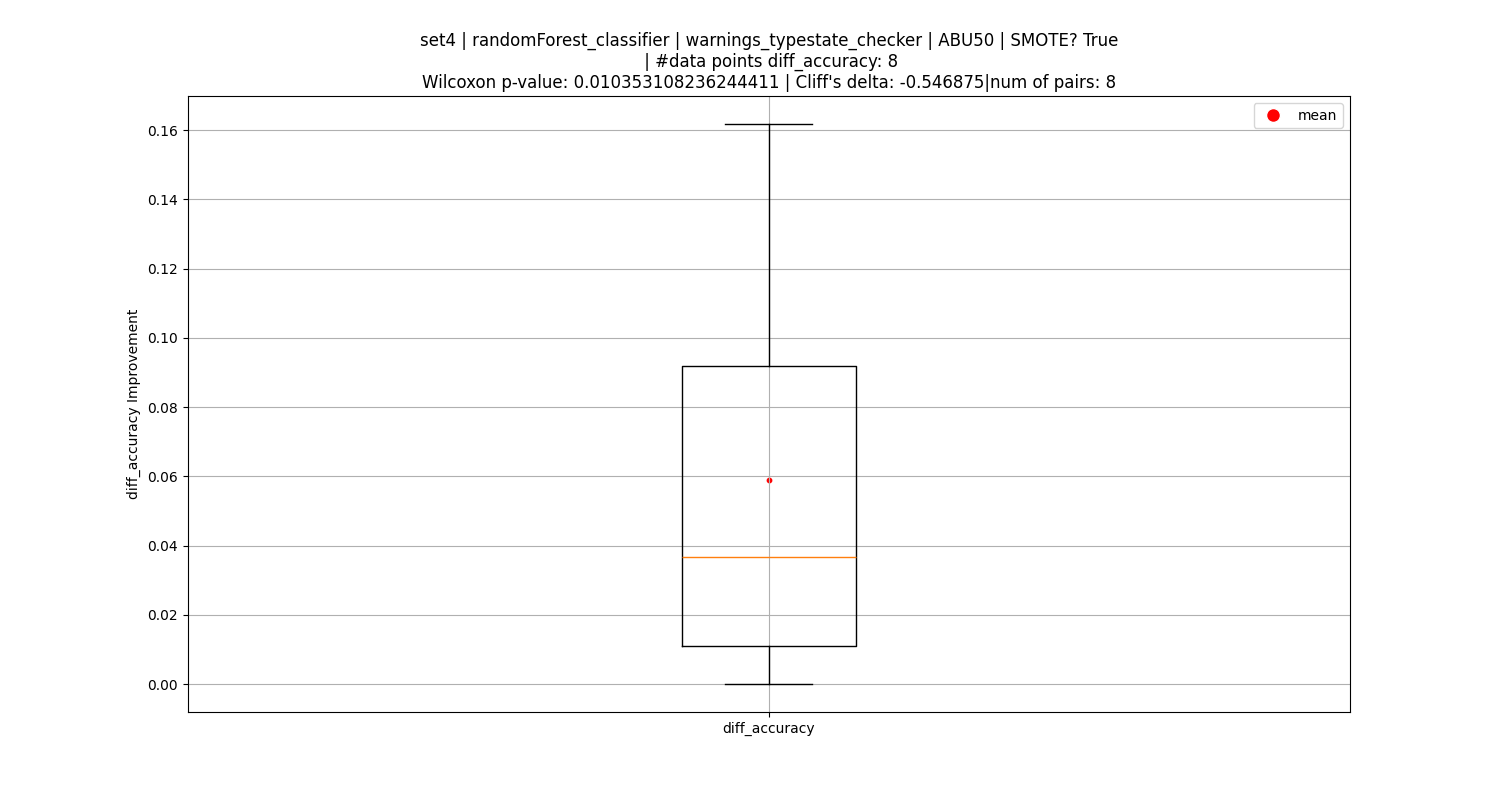 set4 | randomForest_classifier | warnings_typestate_checker | ABU50 | SMOTE? True
| #data points diff_accuracy: 8
Wilcoxon p-value: 0.010353108236244411 | Cliff's delta: -0.546875|num of pairs: 8
mean
0.16
0.14
0.12
0.10
0.08
0.06
0.04
0.02
0.00
diff_accuracy Improvement
diff_accuracy